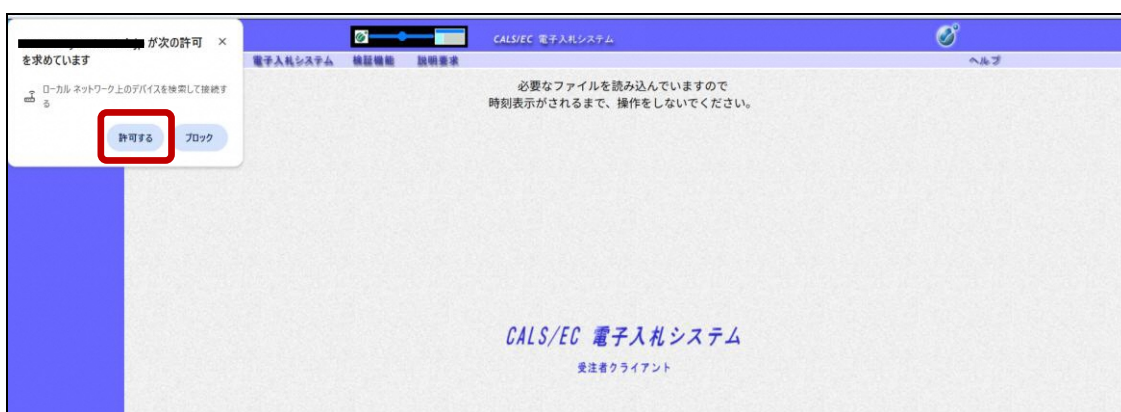 が次の許可 ×
を求めています
ローカル ネットワーク上のデバイスを検索して接続す
る
許可する ブロック
CALS/EC 電子入札システム
電子入札システム 検証機能 説明要求 ヘルプ
必要なファイルを読み込んでいますので
時刻表示がされるまで、操作をしないでください。
CALS/EC 電子入札システム
受注者クライアント